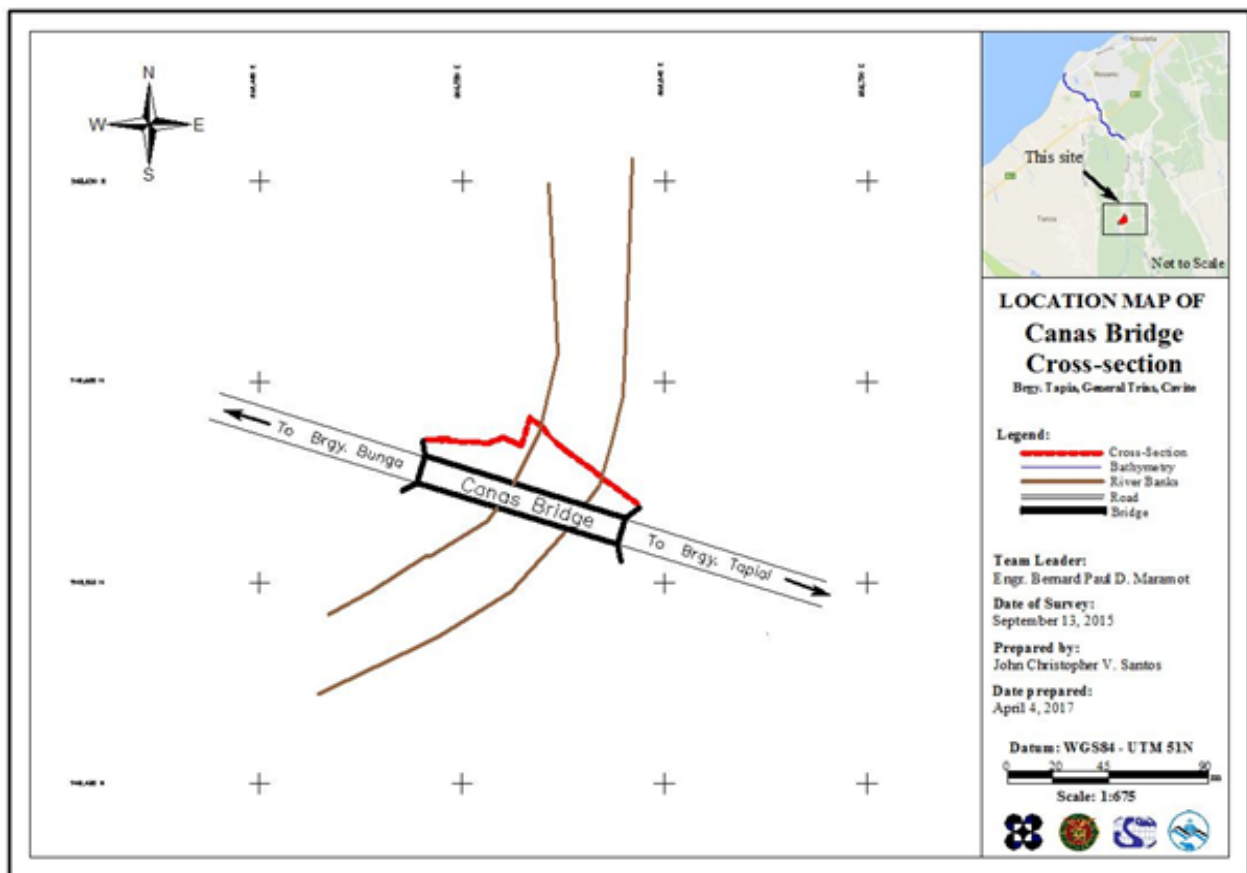 N
W E
S
To Brgy. Bunga
Canas Bridge
To Brgy. Tapial
This site
Rosario
Tanza
Not to Scale
LOCATION MAP OF
Canas Bridge
Cross-section
Brgy. Tapia, General Trias, Cavite
Legend:
Cross-Section
Bathymetry
River Banks
Road
Bridge
Team Leader:
Engr. Bernard Paul D. Maramot
Date of Survey:
September 13, 2015
Prepared by:
John Christopher V. Santos
Date prepared:
April 4, 2017
Datum: WGS84 - UTM 51N
0 20 45 90
m
Scale: 1:675